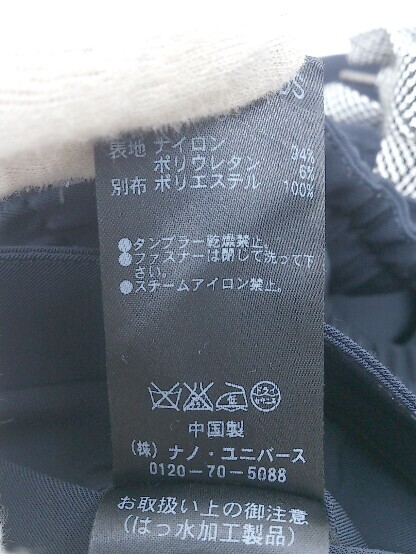 表地 ナイロン 94%
ポリウレタン 6%
別布 ポリエステル 100%
●タンブラー乾燥禁止。
●ファスナーは閉じて洗って下
さい。
●スチームアイロン禁止。
中国製
(株) ナノ・ユニバース
0120-70-5088
お取扱い上の御注意
(はっ水加工製品)